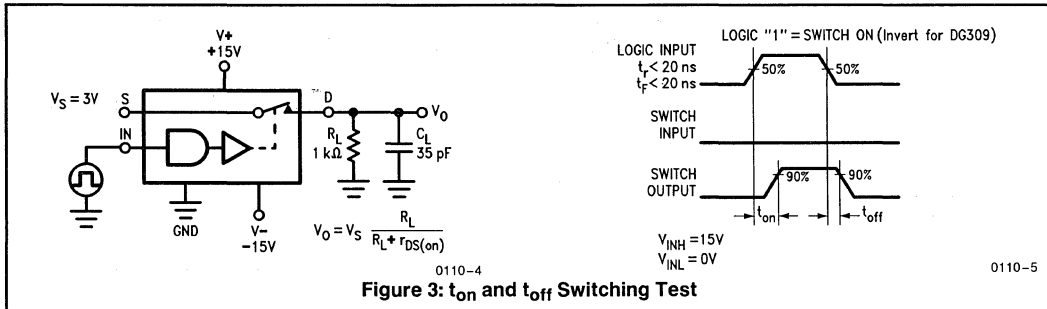 V+
+15V
V_S = 3V
S
D
V_O
IN
R_L
1 kΩ
C_L
35 pF
GND
V−
−15V
V_O = V_S R_L / (R_L + r_DS(on))
0110–4
LOGIC "1" = SWITCH ON (Invert for DG309)
LOGIC INPUT
t_r < 20 ns
t_F < 20 ns
50%
50%
SWITCH
INPUT
SWITCH
OUTPUT
90%
90%
t_on
t_off
V_INH = 15V
V_INL = 0V
0110–5
Figure 3: t_on and t_off Switching Test